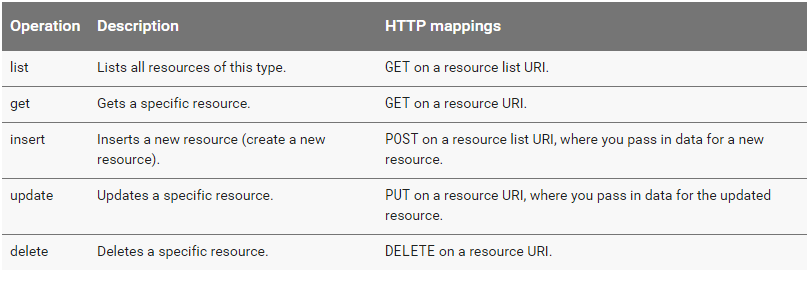 Operation Description HTTP mappings
list Lists all resources of this type. GET on a resource list URI.
get Gets a specific resource. GET on a resource URI.
insert Inserts a new resource (create a new resource). POST on a resource list URI, where you pass in data for a new resource.
update Updates a specific resource. PUT on a resource URI, where you pass in data for the updated resource.
delete Deletes a specific resource. DELETE on a resource URI.